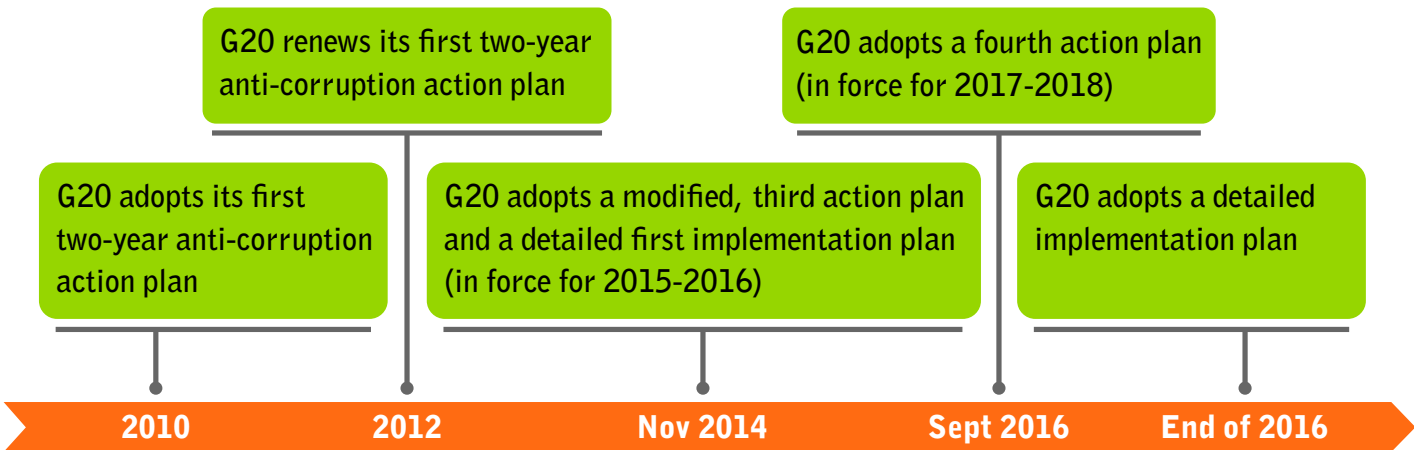 G20 renews its first two-year
anti-corruption action plan
G20 adopts a fourth action plan
(in force for 2017-2018)
G20 adopts its first
two-year anti-corruption
action plan
G20 adopts a modified, third action plan
and a detailed first implementation plan
(in force for 2015-2016)
G20 adopts a detailed
implementation plan
2010
2012
Nov 2014
Sept 2016
End of 2016